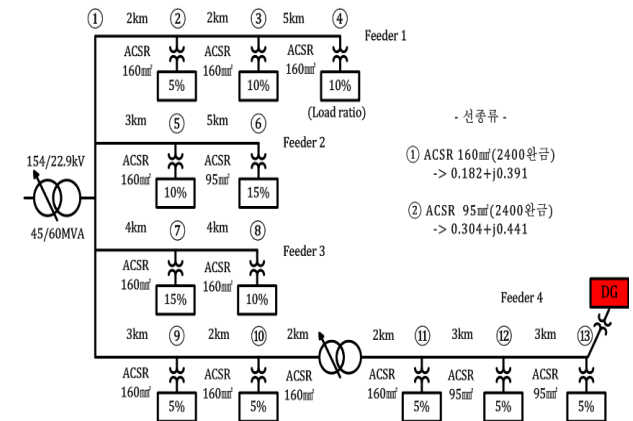 ① 2km ② 2km ③ 5km ④ Feeder 1
ACSR 160㎟ ACSR 160㎟ ACSR 160㎟
5% 10% 10%
(Load ratio)
3km ⑤ 5km ⑥ Feeder 2
ACSR 160㎟ ACSR 95㎟
10% 15%
154/22.9kV
45/60MVA
4km ⑦ 4km ⑧ Feeder 3
ACSR 160㎟ ACSR 160㎟
15% 10%
- 선종류 -
① ACSR 160㎟(2400완금)
-> 0.182+j0.391
② ACSR 95㎟(2400완금)
-> 0.304+j0.441
Feeder 4 DG
3km ⑨ 2km ⑩ 2km 2km ⑪ 3km ⑫ 3km ⑬
ACSR 160㎟ ACSR 160㎟ ACSR 160㎟ ACSR 160㎟ ACSR 95㎟ ACSR 95㎟
5% 5% 5% 5% 5%